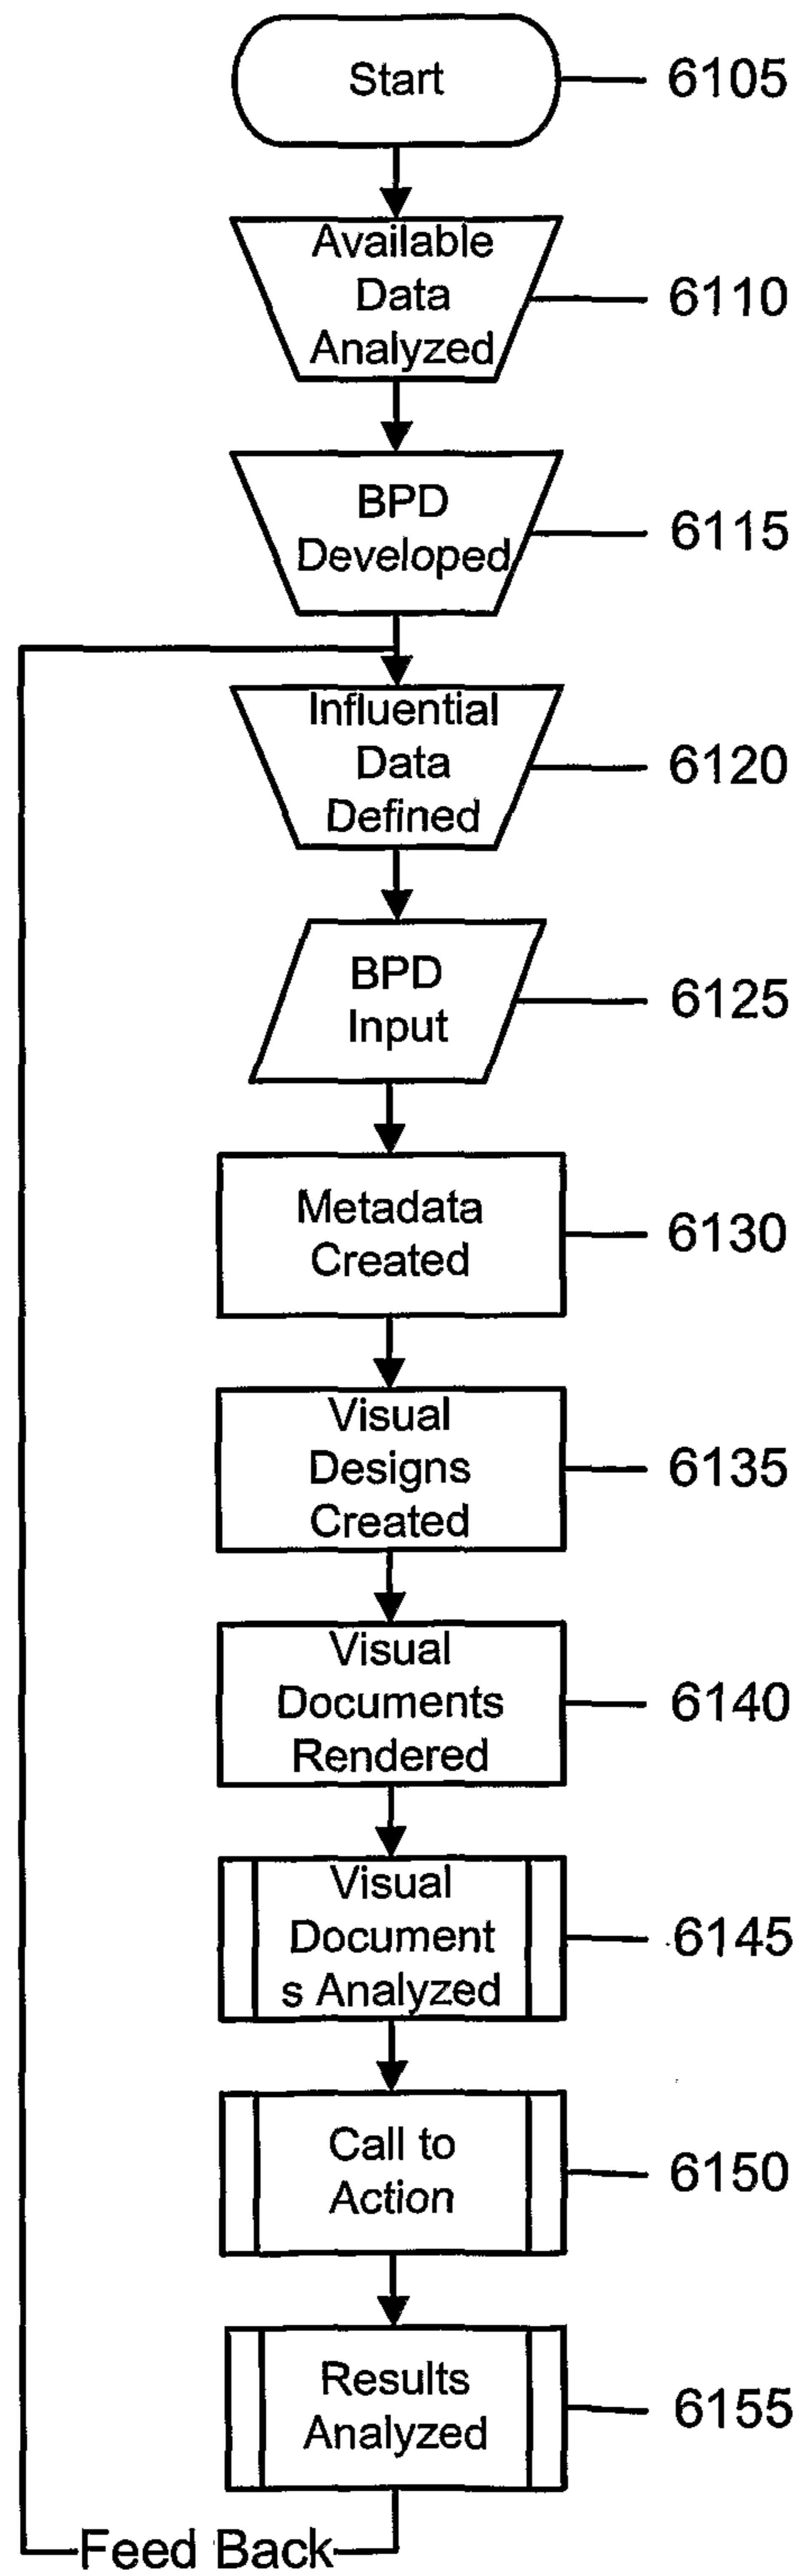 Start
6105
Available
Data
Analyzed
6110
BPD
Developed
6115
Influential
Data
Defined
6120
BPD
Input
6125
Metadata
Created
6130
Visual
Designs
Created
6135
Visual
Documents
Rendered
6140
Visual
Document
s Analyzed
6145
Call to
Action
6150
Results
Analyzed
6155
Feed Back